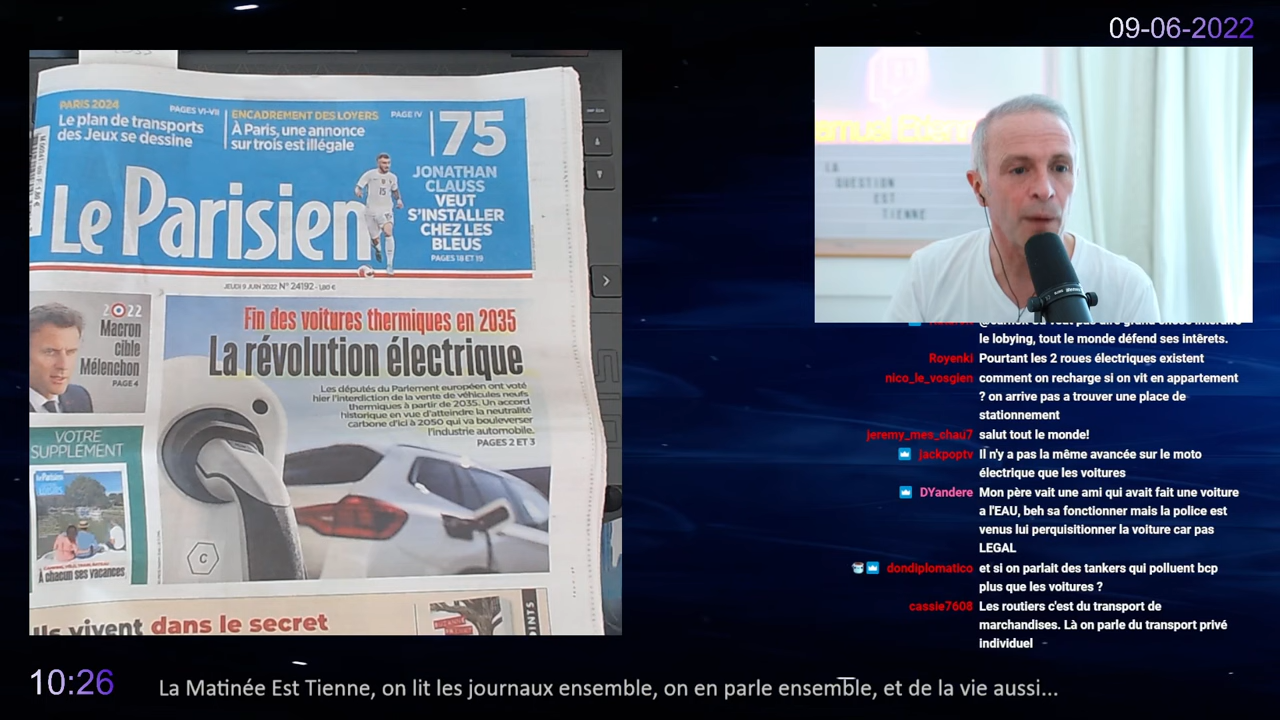 09-06-2022
PARIS 2024
PAGES VI-VII
Le plan de transports
des Jeux se dessine
ENCADREMENT DES LOYERS
PAGE IV
À Paris, une annonce
sur trois est illégale
75
JONATHAN
CLAUSS
VEUT
S'INSTALLER
CHEZ LES
BLEUS
PAGES 18 ET 19
Le Parisien
JEUDI 9 JUIN 2022 N° 24192 - 1,80 €
2022
Macron
cible
Mélenchon
PAGE 4
Fin des voitures thermiques en 2035
La révolution électrique
Les députés du Parlement européen ont voté
hier l'interdiction de la vente de véhicules neufs
thermiques à partir de 2035. Un accord
historique en vue d'atteindre la neutralité
carbone d'ici à 2050 qui va bouleverser
l'industrie automobile.
PAGES 2 ET 3
VOTRE
SUPPLÉMENT
À chacun ses vacances
C
Ils vivent dans le secret
LA
QUESTION
EST
TIENNE
le lobying, tout le monde défend ses intêrets.
Royenki Pourtant les 2 roues électriques existent
nico_le_vosgien comment on recharge si on vit en appartement
? on arrive pas a trouver une place de
stationnement
jeremy_mes_chau7 salut tout le monde!
jackpoptv Il n'y a pas la même avancée sur le moto
électrique que les voitures
DYandere Mon père vait une ami qui avait fait une voiture
a l'EAU, beh sa fonctionner mais la police est
venus lui perquisitionner la voiture car pas
LEGAL
dondiplomatico et si on parlait des tankers qui polluent bcp
plus que les voitures ?
cassie7608 Les routiers c'est du transport de
marchandises. Là on parle du transport privé
individuel
10:26
La Matinée Est Tienne, on lit les journaux ensemble, on en parle ensemble, et de la vie aussi...